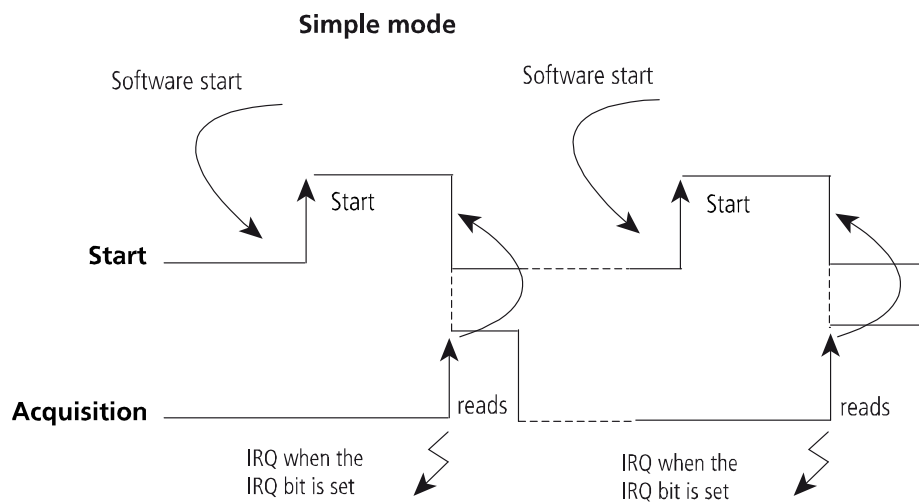 Simple mode
Software start
Software start
Start
Start
Start
Acquisition
reads
reads
IRQ when the
IRQ bit is set
IRQ when the
IRQ bit is set